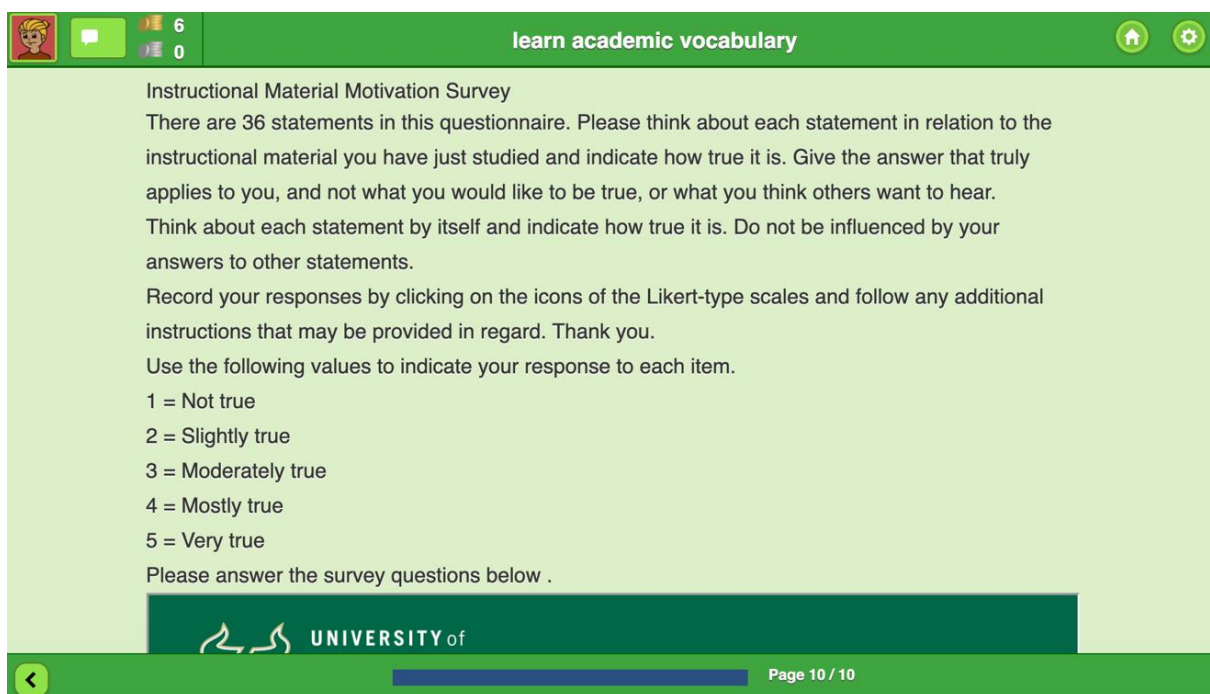 6
0
learn academic vocabulary
Instructional Material Motivation Survey
There are 36 statements in this questionnaire. Please think about each statement in relation to the
instructional material you have just studied and indicate how true it is. Give the answer that truly
applies to you, and not what you would like to be true, or what you think others want to hear.
Think about each statement by itself and indicate how true it is. Do not be influenced by your
answers to other statements.
Record your responses by clicking on the icons of the Likert-type scales and follow any additional
instructions that may be provided in regard. Thank you.
Use the following values to indicate your response to each item.
1 = Not true
2 = Slightly true
3 = Moderately true
4 = Mostly true
5 = Very true
Please answer the survey questions below .
UNIVERSITY of
Page 10 / 10